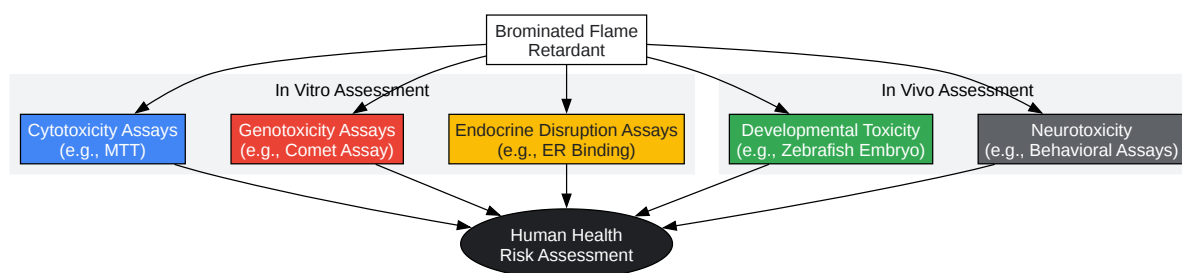 Brominated Flame
Retardant
In Vitro Assessment
In Vivo Assessment
Cytotoxicity Assays
(e.g., MTT)
Genotoxicity Assays
(e.g., Comet Assay)
Endocrine Disruption Assays
(e.g., ER Binding)
Developmental Toxicity
(e.g., Zebrafish Embryo)
Neurotoxicity
(e.g., Behavioral Assays)
Human Health
Risk Assessment